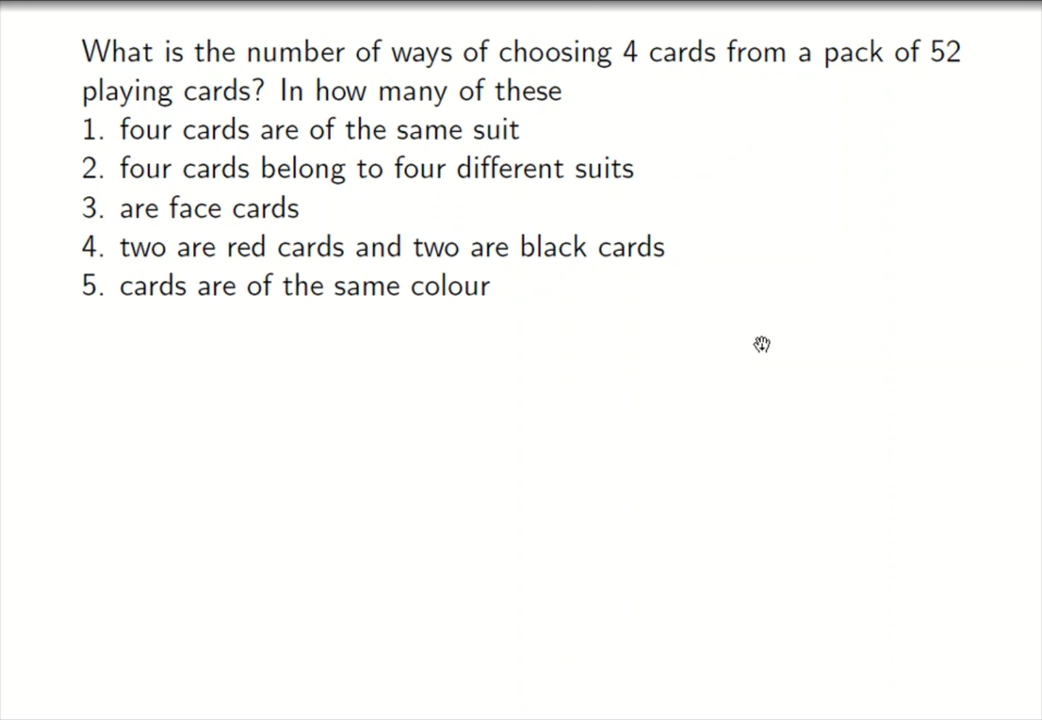 What is the number of ways of choosing 4 cards from a pack of 52
playing cards? In how many of these
1. four cards are of the same suit
2. four cards belong to four different suits
3. are face cards
4. two are red cards and two are black cards
5. cards are of the same colour